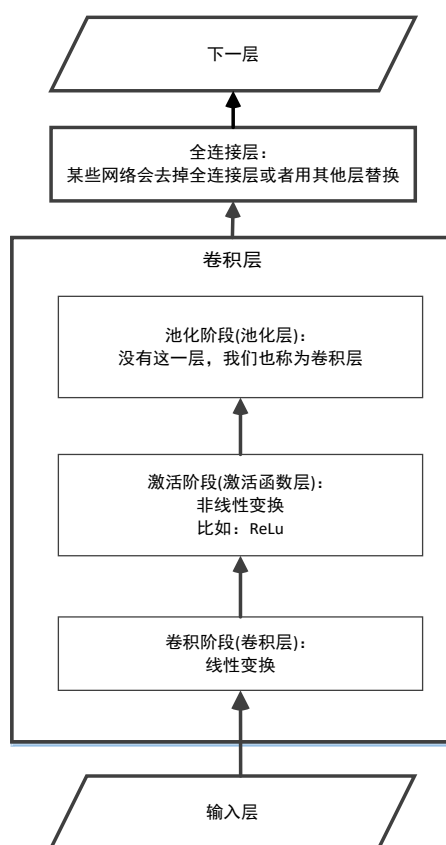 下一层
全连接层：
某些网络会去掉全连接层或者用其他层替换
卷积层
池化阶段(池化层)：
没有这一层，我们也称为卷积层
激活阶段(激活函数层)：
非线性变换
比如：ReLu
卷积阶段(卷积层)：
线性变换
输入层